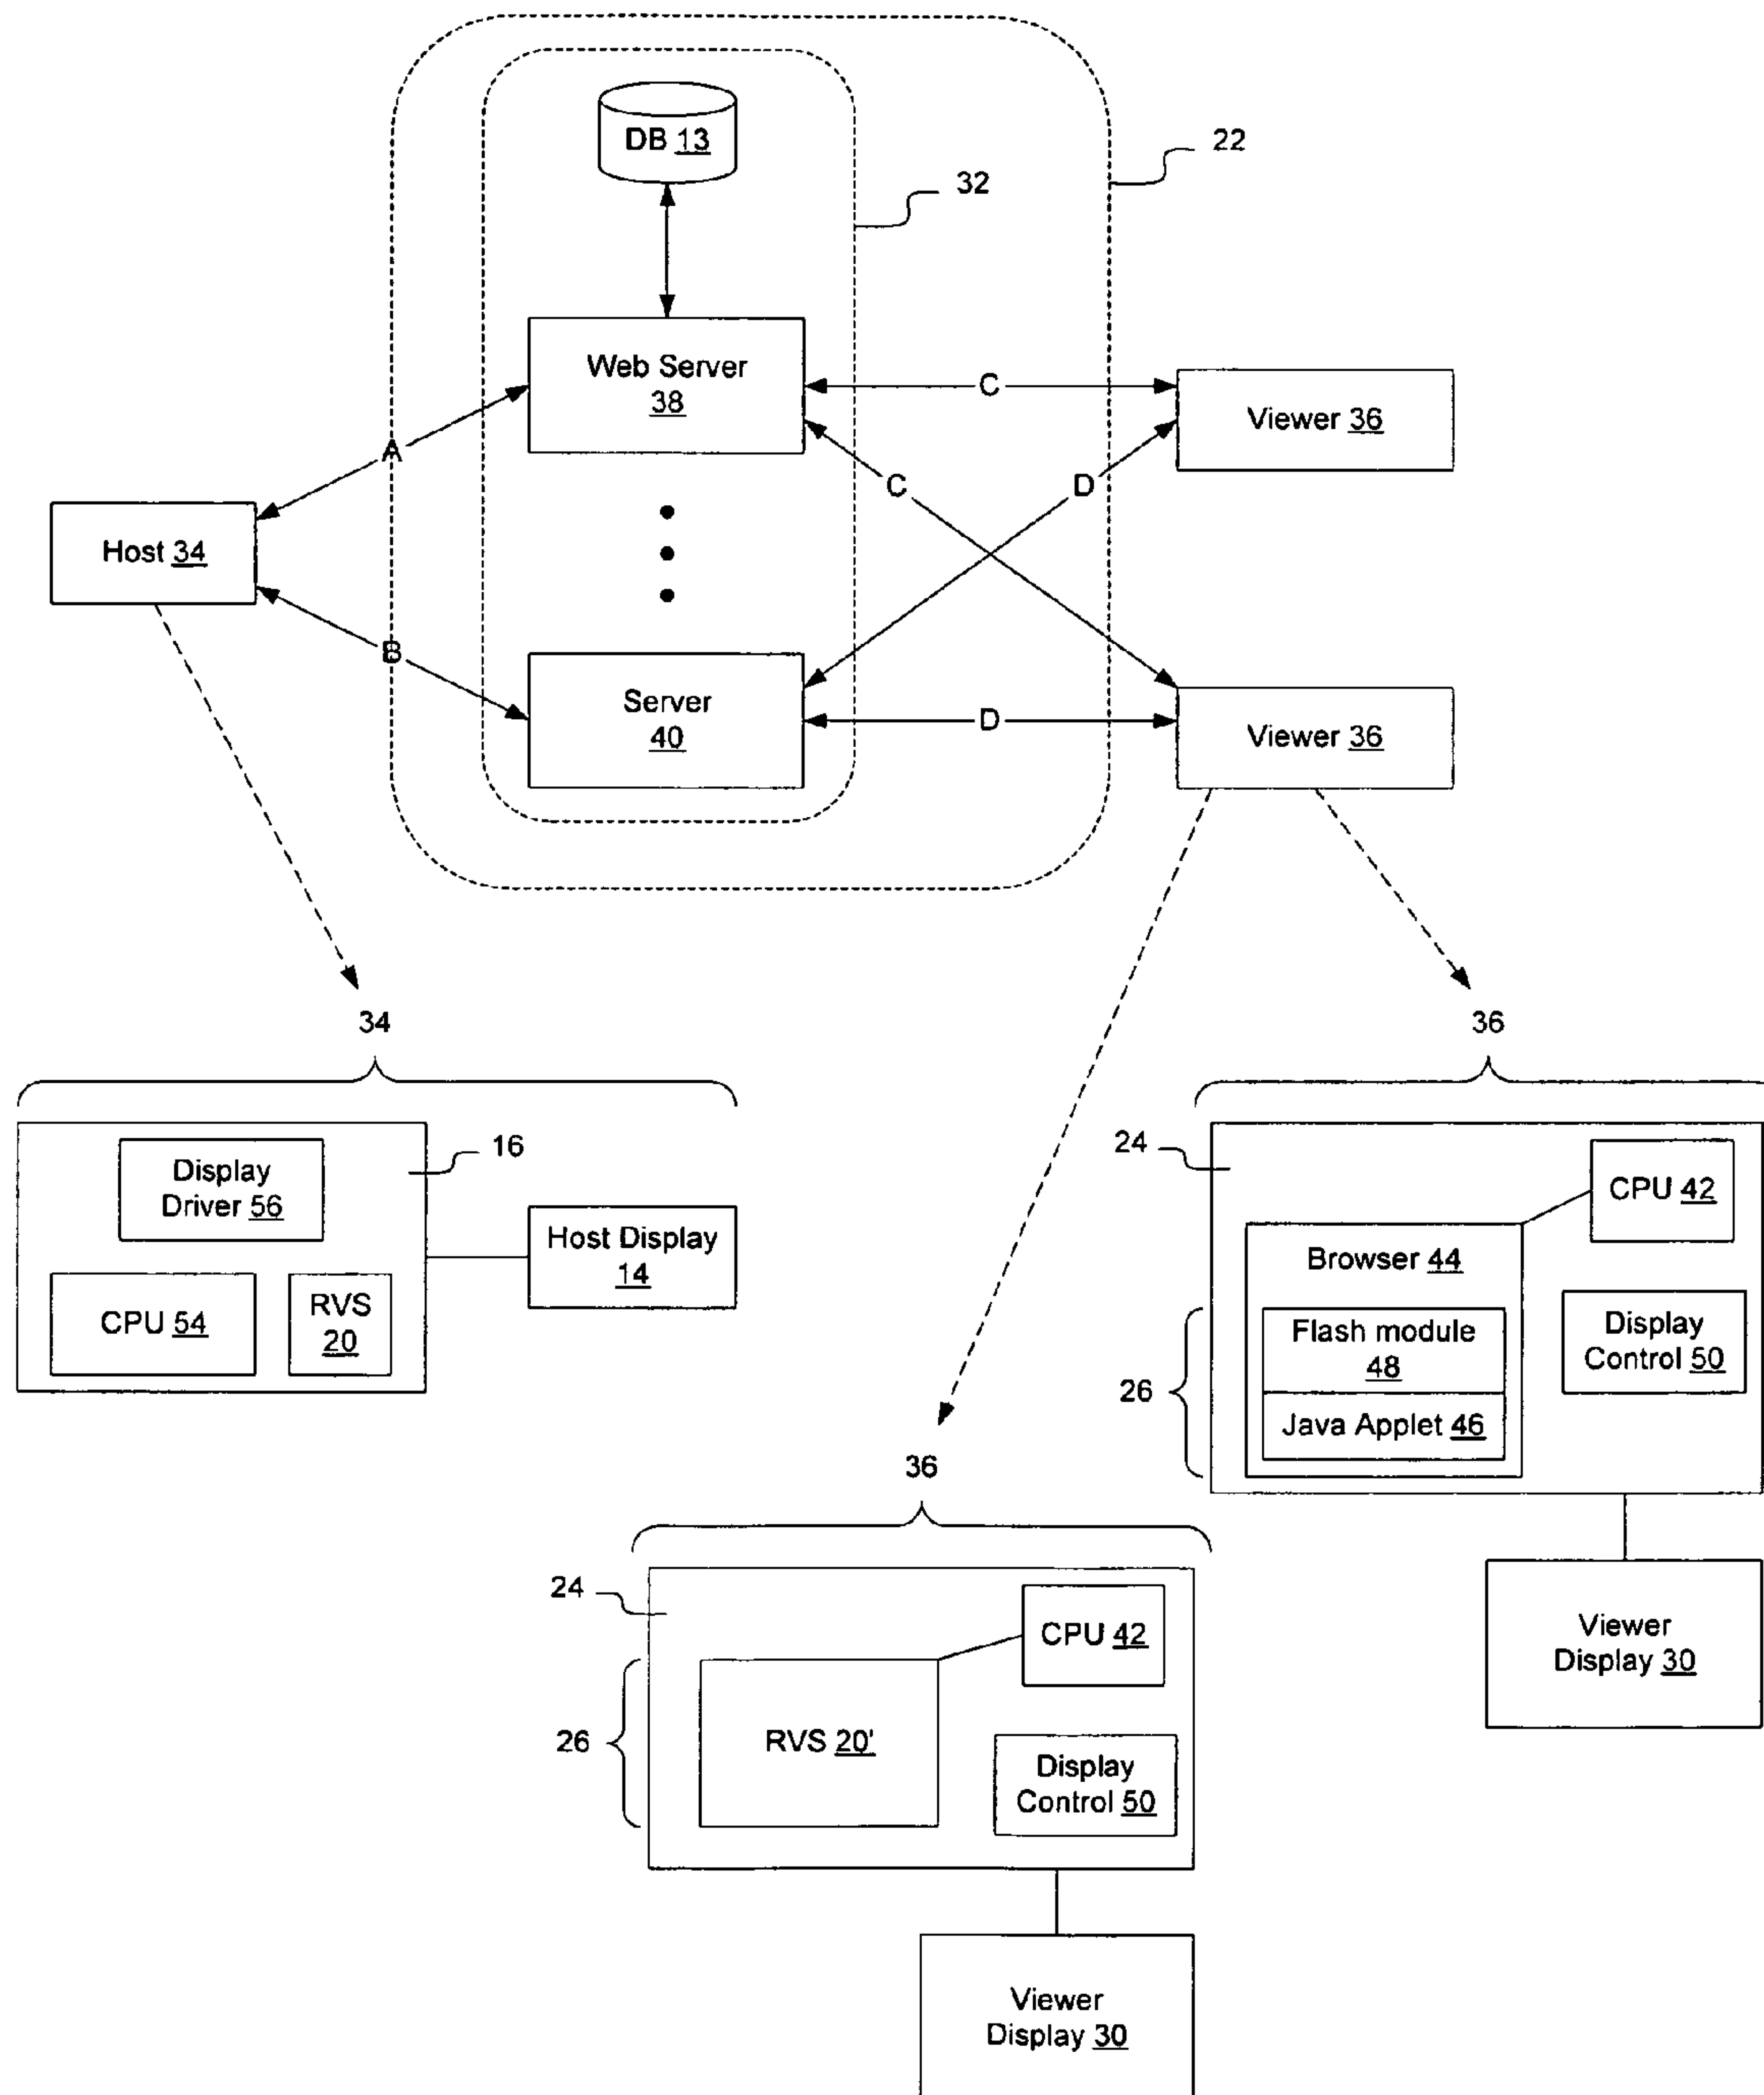 DB 13
22
32
Web Server
38
C
Viewer 36
A
C
D
Host 34
B
Server
40
D
Viewer 36
34
36
16
Display
Driver 56
CPU 54
RVS
20
Host Display
14
24
CPU 42
Browser 44
26
Flash module
48
Java Applet 46
Display
Control 50
Viewer
Display 30
36
24
CPU 42
26
RVS 20'
Display
Control 50
Viewer
Display 30